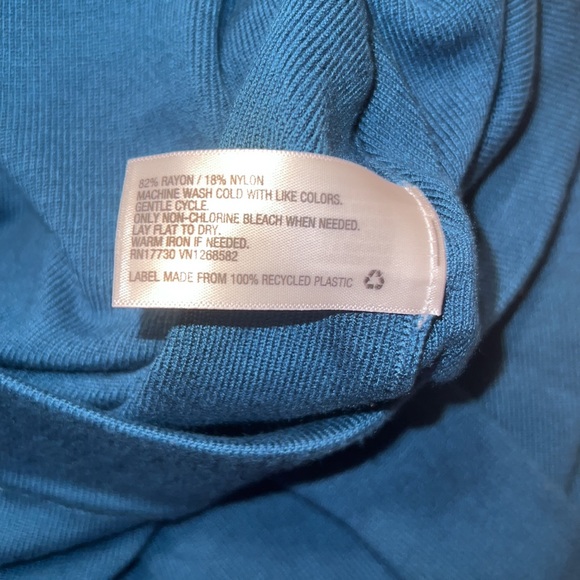 82% RAYON / 18% NYLON
MACHINE WASH COLD WITH LIKE COLORS.
GENTLE CYCLE.
ONLY NON-CHLORINE BLEACH WHEN NEEDED.
LAY FLAT TO DRY.
WARM IRON IF NEEDED.
RN17730 VN1268582
LABEL MADE FROM 100% RECYCLED PLASTIC